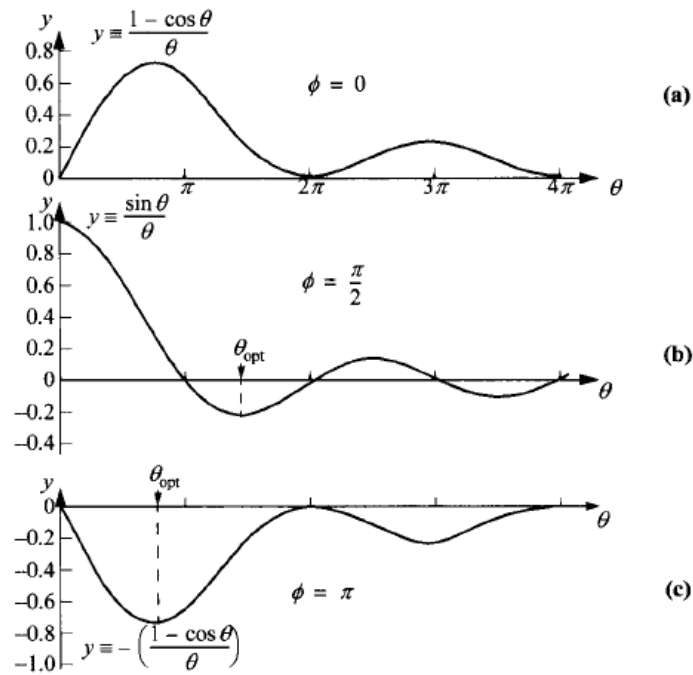 y
y ≡ (1 − cos θ)/θ
0.8
0.6
0.4
0.2
0
φ = 0
(a)
π
2π
3π
4π
θ
y
y ≡ sin θ/θ
1.0
0.8
0.6
0.4
0.2
0
−0.2
−0.4
φ = π/2
θopt
(b)
θ
y
θopt
0
−0.2
−0.4
−0.6
−0.8
−1.0
θ
φ = π
(c)
y ≡ −((1 − cos θ)/θ)